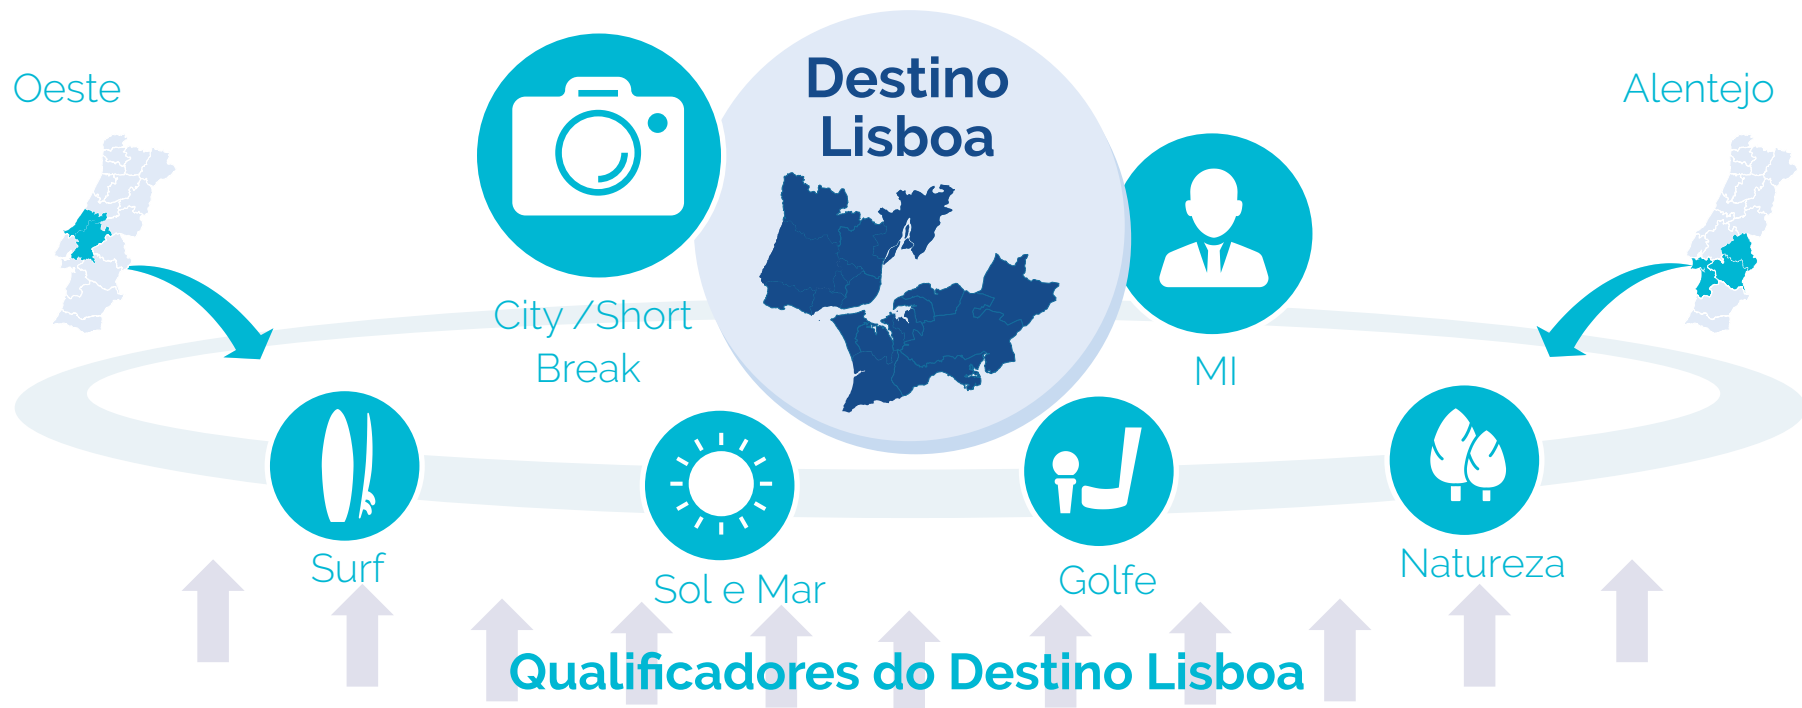 Oeste
Destino
Lisboa
Alentejo
City /Short
Break
MI
Surf
Sol e Mar
Golfe
Natureza
Qualificadores do Destino Lisboa